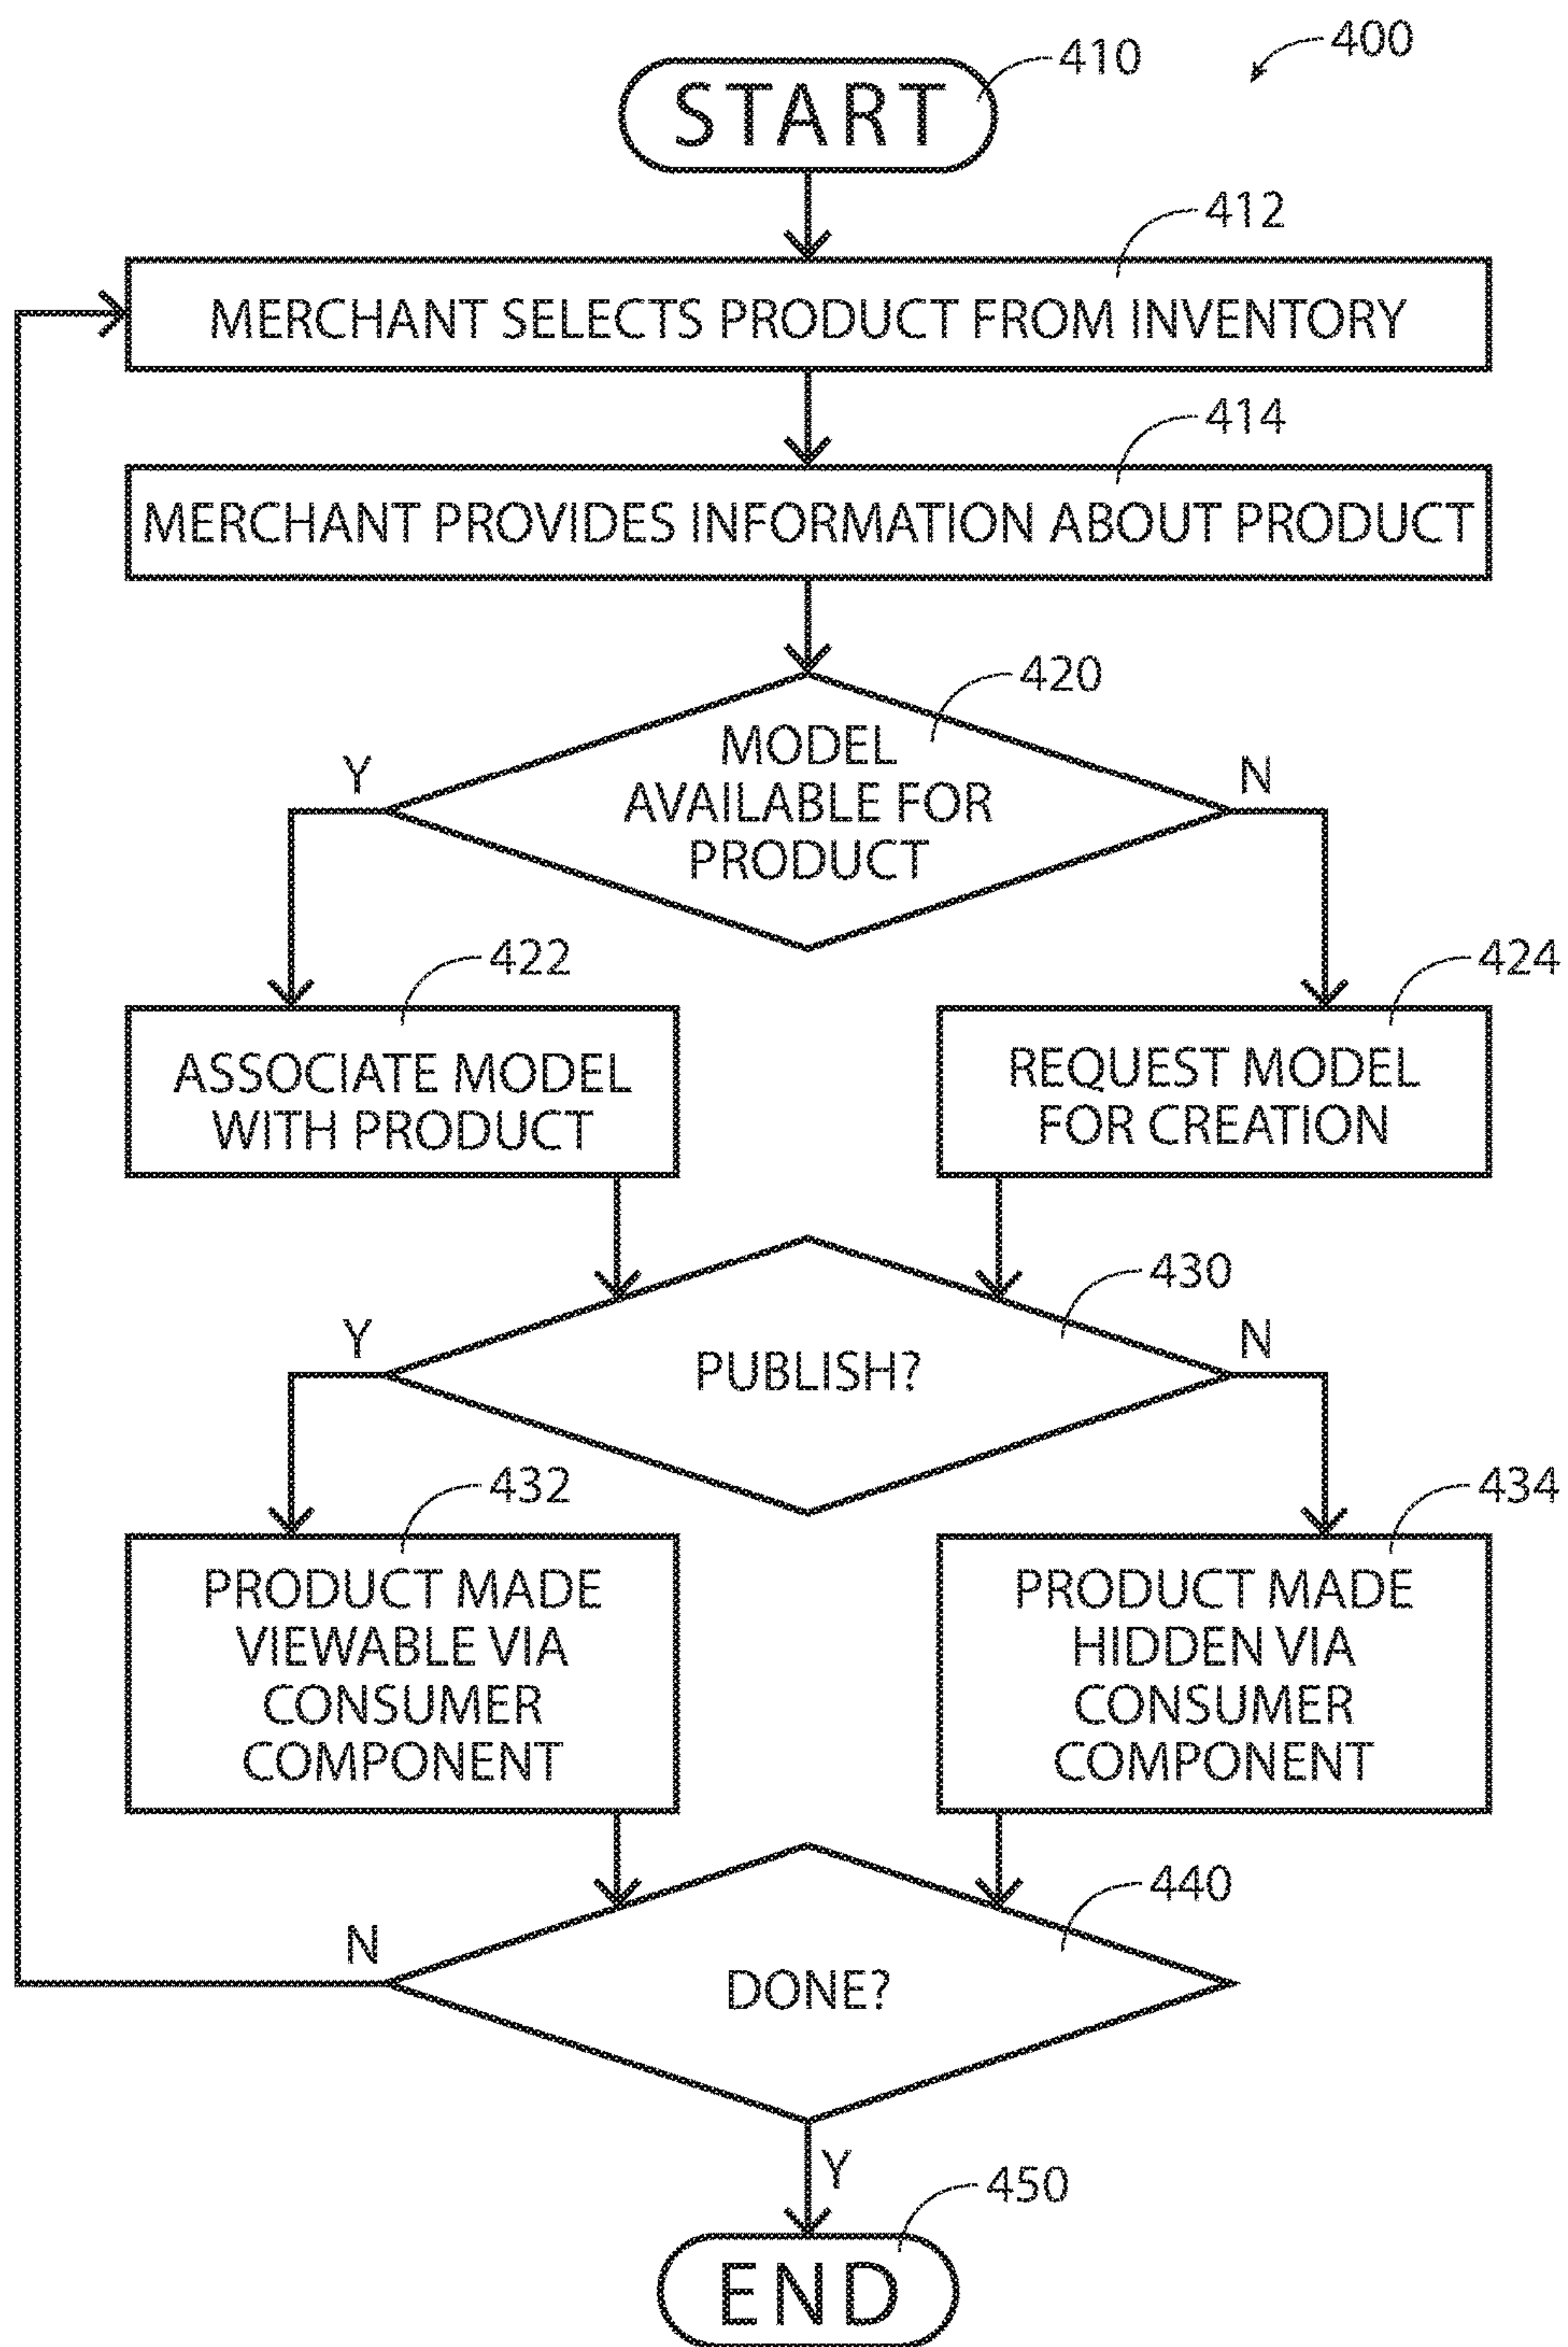 400
410
START
412
MERCHANT SELECTS PRODUCT FROM INVENTORY
414
MERCHANT PROVIDES INFORMATION ABOUT PRODUCT
420
MODEL
AVAILABLE FOR
PRODUCT
Y
N
422
ASSOCIATE MODEL
WITH PRODUCT
424
REQUEST MODEL
FOR CREATION
430
PUBLISH?
Y
N
432
PRODUCT MADE
VIEWABLE VIA
CONSUMER
COMPONENT
434
PRODUCT MADE
HIDDEN VIA
CONSUMER
COMPONENT
440
DONE?
N
Y
450
END